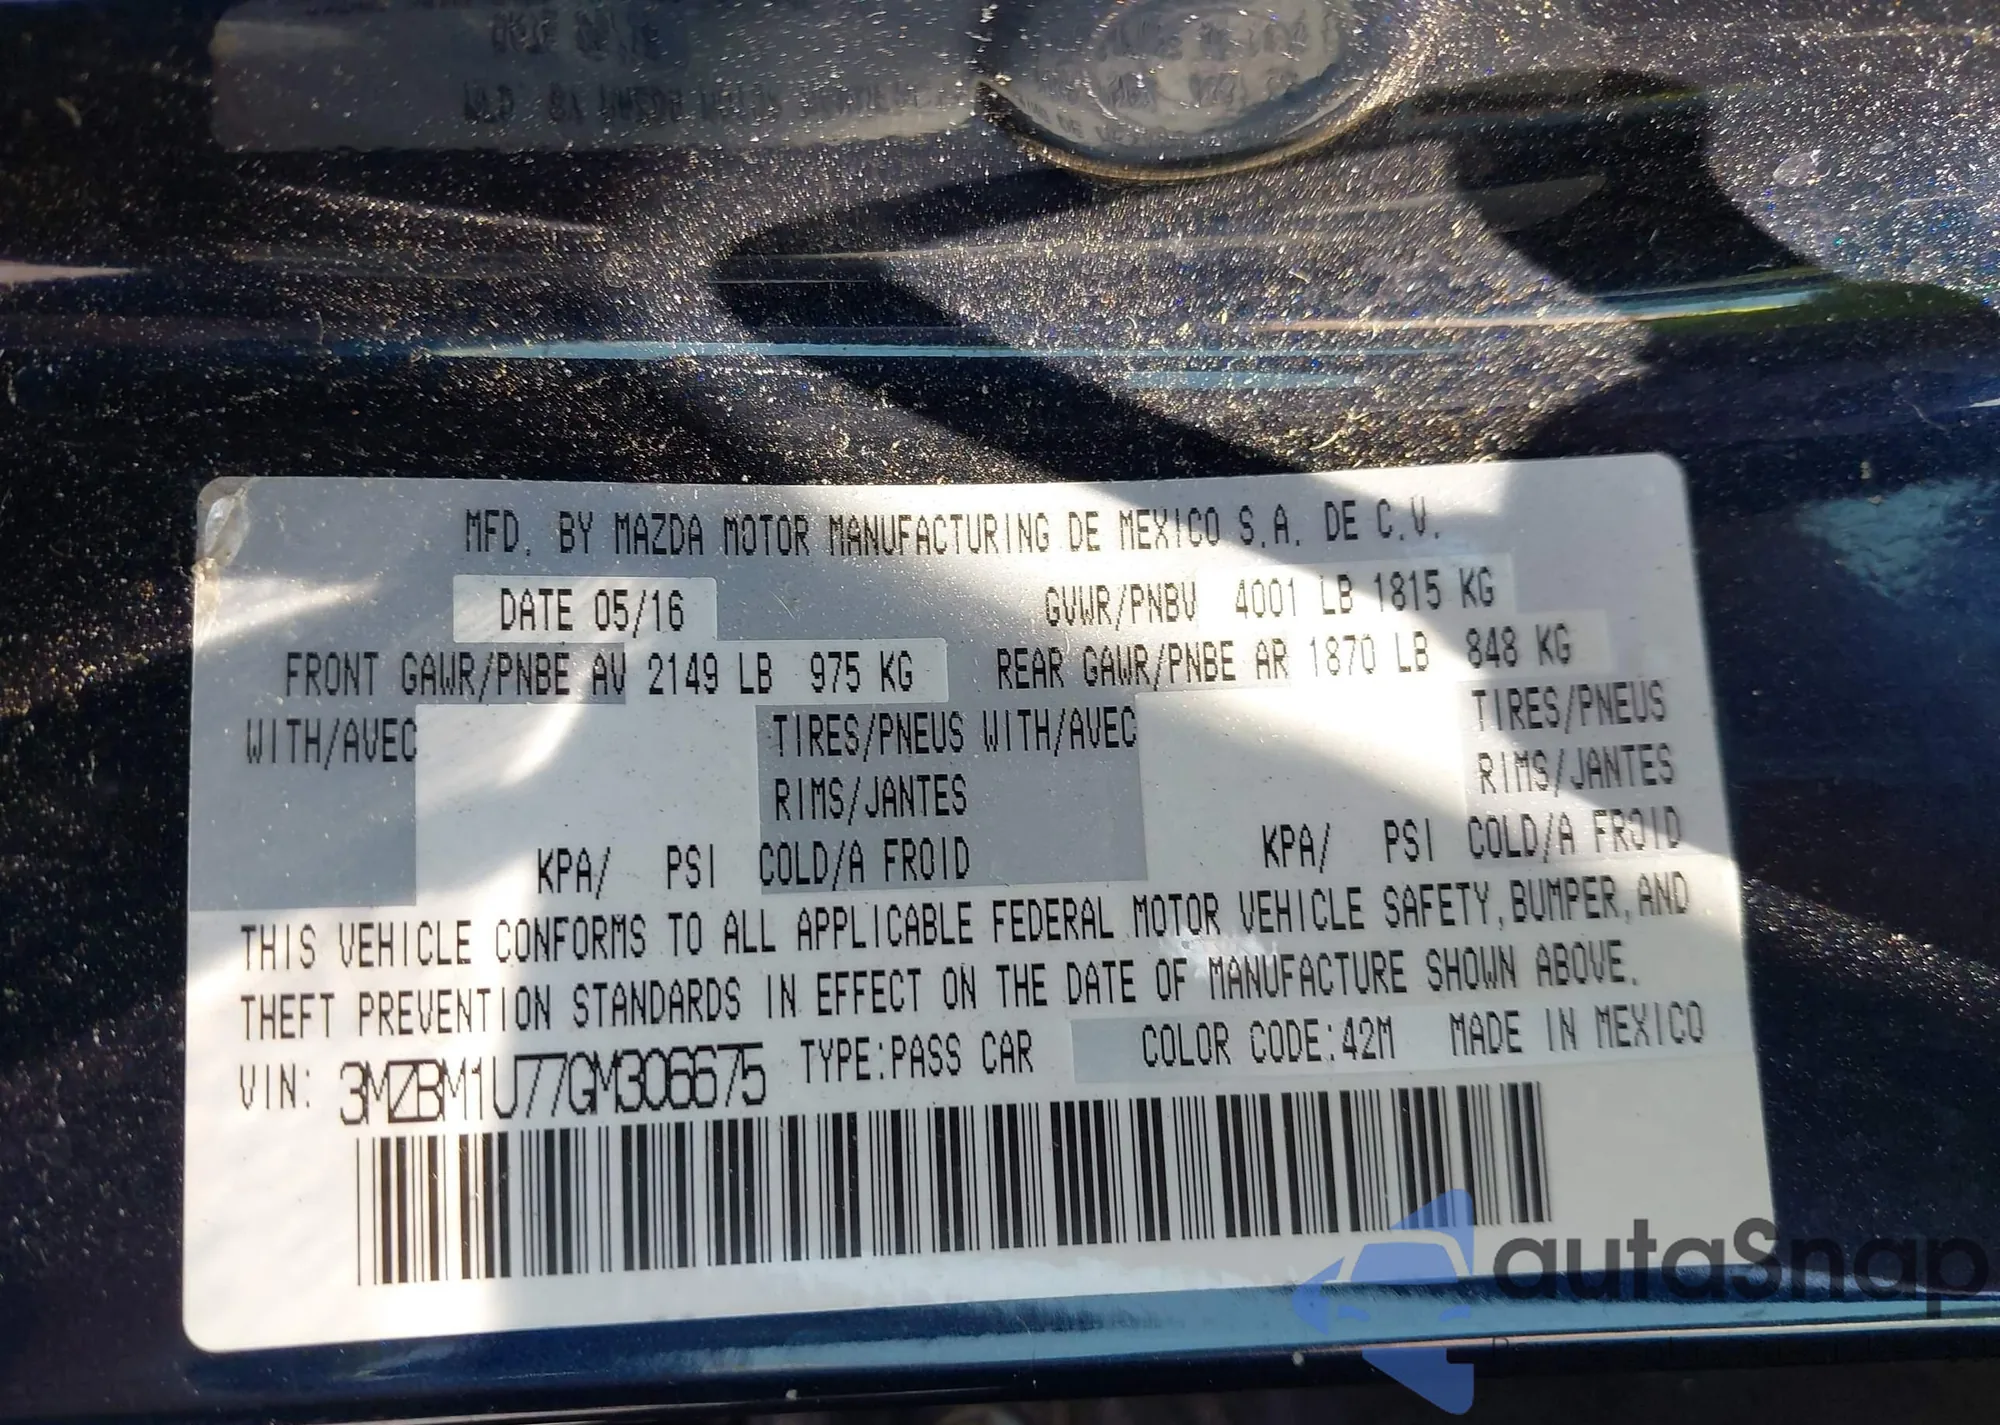 MFD. BY MAZDA MOTOR MANUFACTURING DE MEXICO S.A. DE C.V.
DATE 05/16 GVWR/PNBV 4001 LB 1815 KG
FRONT GAWR/PNBE AV 2149 LB 975 KG REAR GAWR/PNBE AR 1870 LB 848 KG
WITH/AVEC TIRES/PNEUS WITH/AVEC TIRES/PNEUS
RIMS/JANTES RIMS/JANTES
KPA/ PSI COLD/A FROID KPA/ PSI COLD/A FROID
THIS VEHICLE CONFORMS TO ALL APPLICABLE FEDERAL MOTOR VEHICLE SAFETY, BUMPER, AND
THEFT PREVENTION STANDARDS IN EFFECT ON THE DATE OF MANUFACTURE SHOWN ABOVE.
VIN: 3MZBM1U77GM306675 TYPE:PASS CAR COLOR CODE:42M MADE IN MEXICO
autaSnap